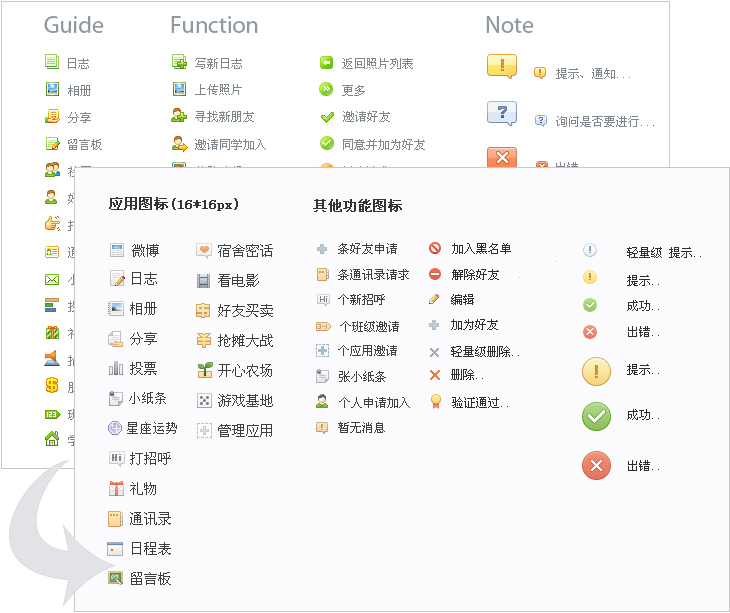 Guide Function Note
日志 写新日志 返回照片列表 提示、通知...
相册 上传照片 更多
分享 寻找新朋友 邀请好友 询问是否要进行...
留言板 邀请同学加入 同意并加为好友
出错
应用图标(16*16px) 其他功能图标
微博 宿舍密话 条好友申请 加入黑名单 轻量级 提示..
日志 看电影 条通讯录请求 解除好友 提示..
相册 好友买卖 个新招呼 编辑 成功..
分享 抢摊大战 个班级邀请 加为好友 出错..
投票 开心农场 个应用邀请 轻量级删除.. 提示..
小纸条 游戏基地 张小纸条 删除..
星座运势 管理应用 个人申请加入 验证通过.. 成功..
打招呼 暂无消息 出错..
礼物
通讯录
日程表
留言板